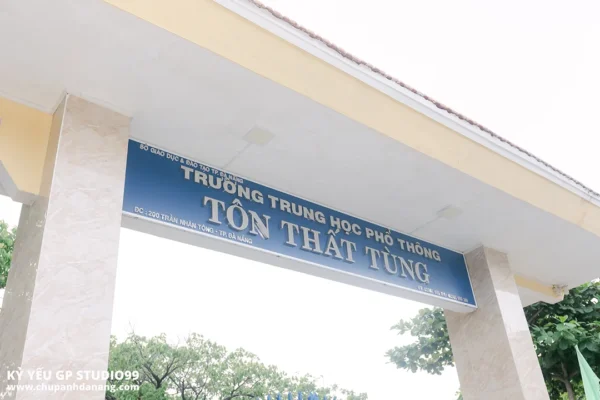 SỞ GIÁO DỤC & ĐÀO TẠO TP. ĐÀ NẴNG
TRƯỜNG TRUNG HỌC PHỔ THÔNG
TÔN THẤT TÙNG
ĐC : 200 TRẦN NHÂN TÔNG - TP. ĐÀ NẴNG
KỶ YẾU GP STUDIO99
www.chupanhdanang.com